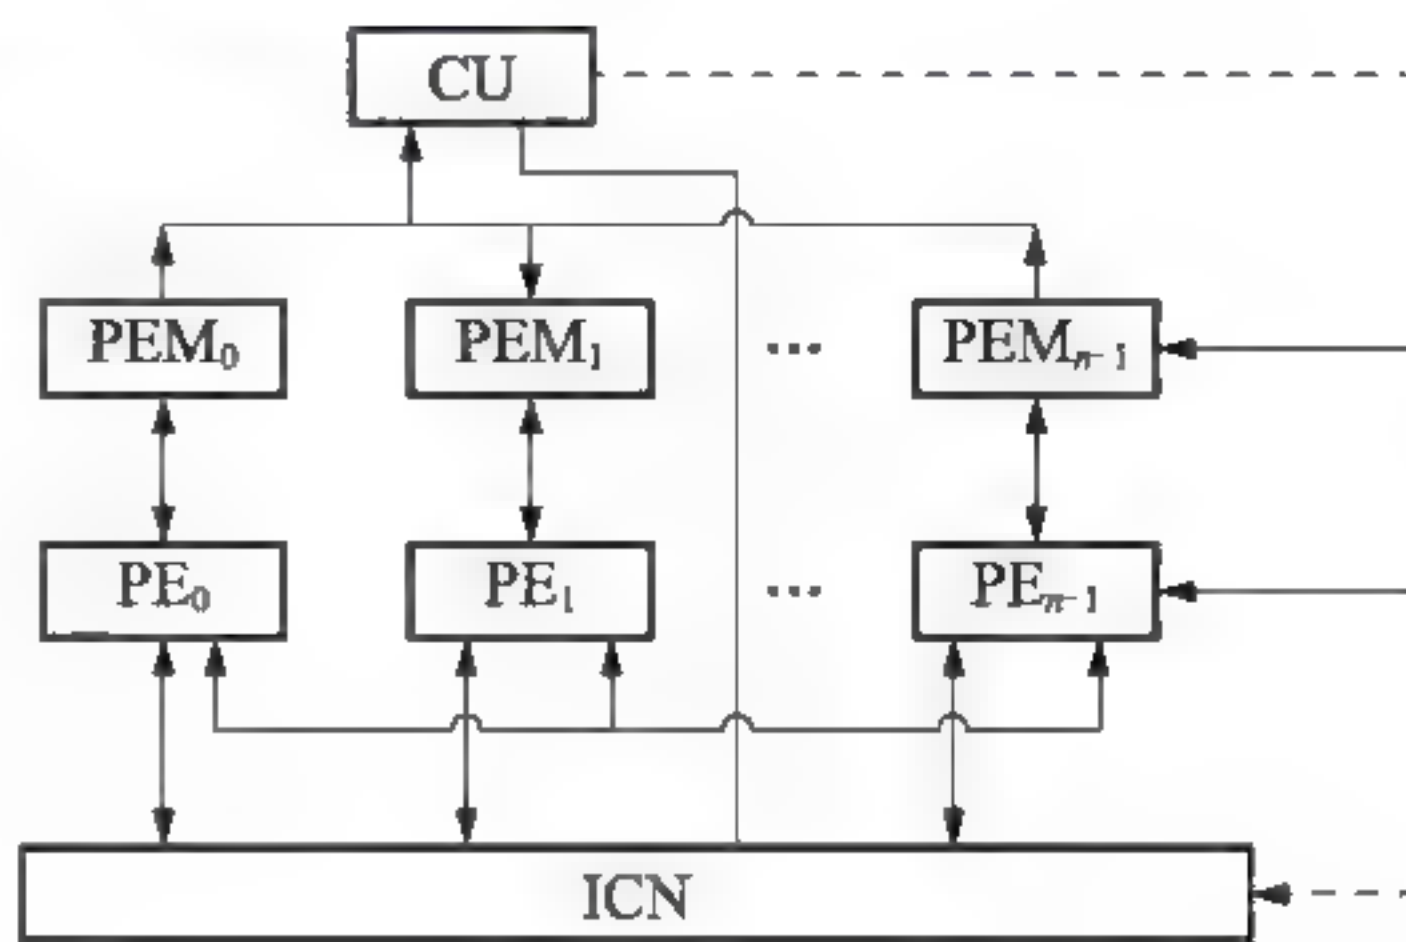 CU
PEM₀ PEM₁ ... PEMₙ₋₁
PE₀ PE₁ ... PEₙ₋₁
ICN